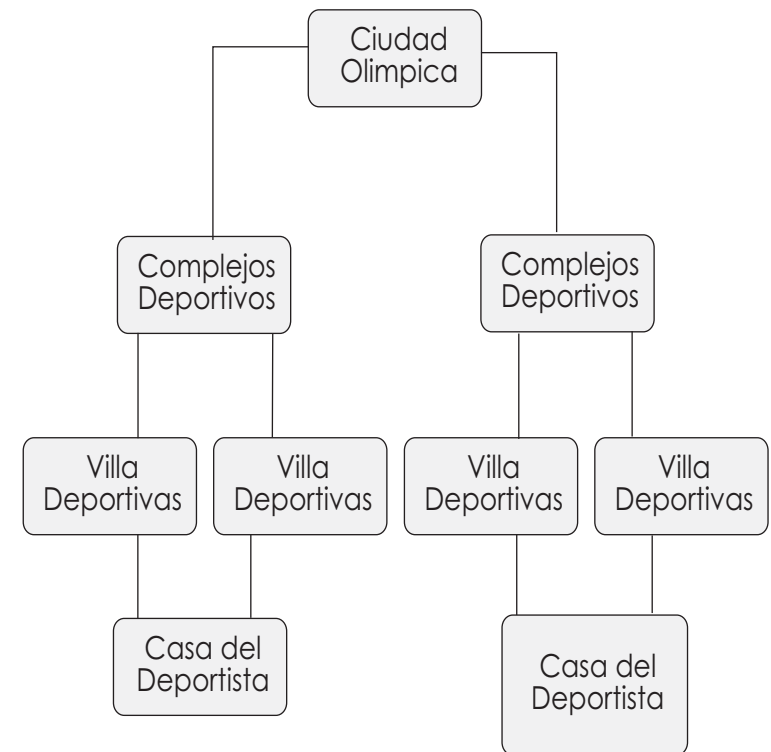 Ciudad
Olimpica
Complejos
Deportivos
Complejos
Deportivos
Villa
Deportivas
Villa
Deportivas
Villa
Deportivas
Villa
Deportivas
Casa del
Deportista
Casa del
Deportista